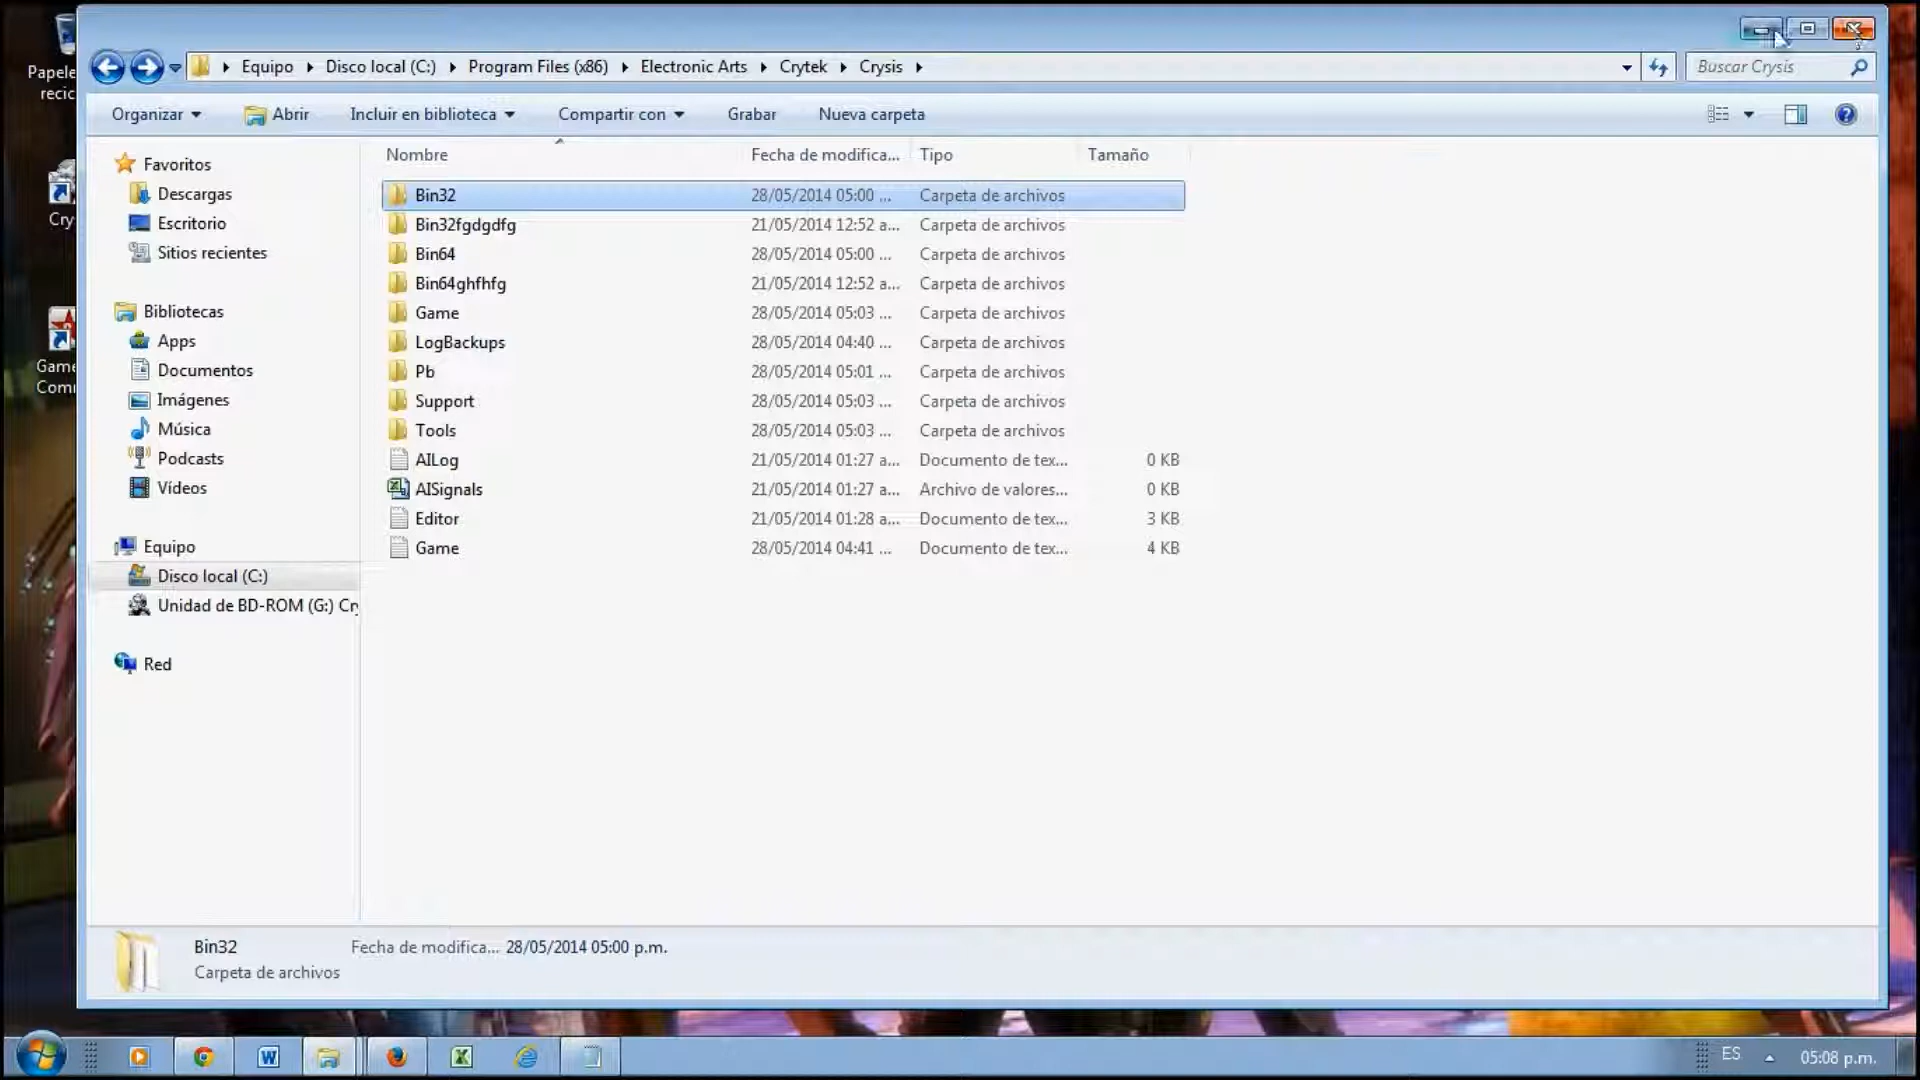 Equipo Disco local (C:) Program Files (x86) Electronic Arts Crytek Crysis
Buscar Crysis
Organizar Abrir Incluir en biblioteca Compartir con Grabar Nueva carpeta
Papele
recic
Cry
Game
Com
Favoritos
Descargas
Escritorio
Sitios recientes
Bibliotecas
Apps
Documentos
Imágenes
Música
Podcasts
Vídeos
Equipo
Disco local (C:)
Unidad de BD-ROM (G:) Cry
Red
Nombre Fecha de modifica... Tipo Tamaño
Bin32 28/05/2014 05:00 ... Carpeta de archivos
Bin32fgdgdfg 21/05/2014 12:52 a... Carpeta de archivos
Bin64 28/05/2014 05:00 ... Carpeta de archivos
Bin64ghfhfg 21/05/2014 12:52 a... Carpeta de archivos
Game 28/05/2014 05:03 ... Carpeta de archivos
LogBackups 28/05/2014 04:40 ... Carpeta de archivos
Pb 28/05/2014 05:01 ... Carpeta de archivos
Support 28/05/2014 05:03 ... Carpeta de archivos
Tools 28/05/2014 05:03 ... Carpeta de archivos
AILog 21/05/2014 01:27 a... Documento de tex... 0 KB
AISignals 21/05/2014 01:27 a... Archivo de valores... 0 KB
Editor 21/05/2014 01:28 a... Documento de tex... 3 KB
Game 28/05/2014 04:41 ... Documento de tex... 4 KB
Bin32 Fecha de modifica... 28/05/2014 05:00 p.m.
Carpeta de archivos
ES 05:08 p.m.